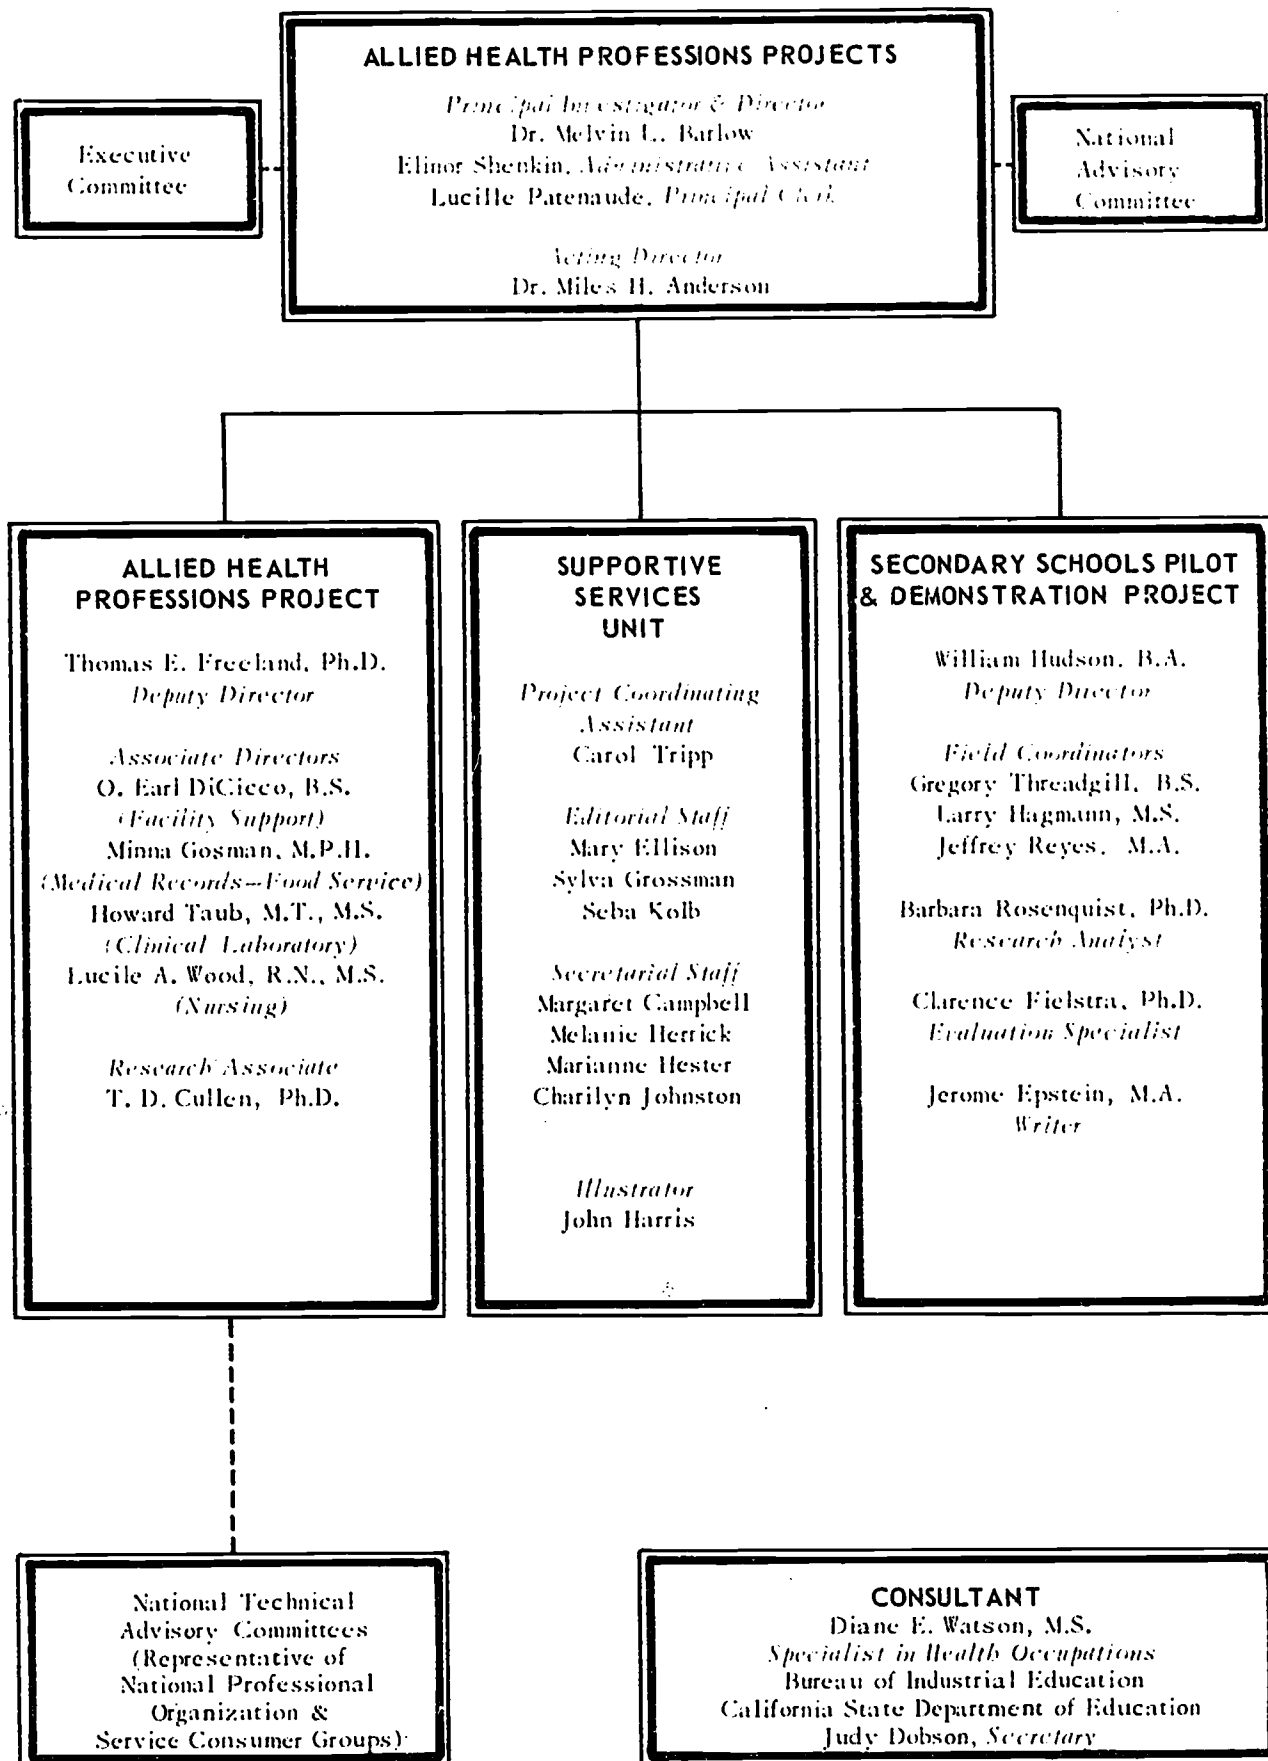 ALLIED HEALTH PROFESSIONS PROJECTS
Principal Investigator & Director
Dr. Melvin L. Barlow
Elinor Shenkin, Administrative Assistant
Lucille Patenaude, Principal Clerk
Acting Director
Dr. Miles H. Anderson
Executive
Committee
National
Advisory
Committee
ALLIED HEALTH
PROFESSIONS PROJECT
Thomas E. Freeland, Ph.D.
Deputy Director
Associate Directors
O. Earl DiCicco, B.S.
(Facility Support)
Minna Gosman, M.P.H.
(Medical Records—Food Service)
Howard Taub, M.T., M.S.
(Clinical Laboratory)
Lucile A. Wood, R.N., M.S.
(Nursing)
Research Associate
T. D. Cullen, Ph.D.
SUPPORTIVE
SERVICES
UNIT
Project Coordinating
Assistant
Carol Tripp
Editorial Staff
Mary Ellison
Sylva Grossman
Seba Kolb
Secretarial Staff
Margaret Campbell
Melanie Herrick
Marianne Hester
Charilyn Johnston
Illustrator
John Harris
SECONDARY SCHOOLS PILOT
& DEMONSTRATION PROJECT
William Hudson, B.A.
Deputy Director
Field Coordinators
Gregory Threadgill, B.S.
Larry Hagmann, M.S.
Jeffrey Reyes, M.A.
Barbara Rosenquist, Ph.D.
Research Analyst
Clarence Fielstra, Ph.D.
Evaluation Specialist
Jerome Epstein, M.A.
Writer
National Technical
Advisory Committees
(Representative of
National Professional
Organization &
Service Consumer Groups)
CONSULTANT
Diane E. Watson, M.S.
Specialist in Health Occupations
Bureau of Industrial Education
California State Department of Education
Judy Dobson, Secretary